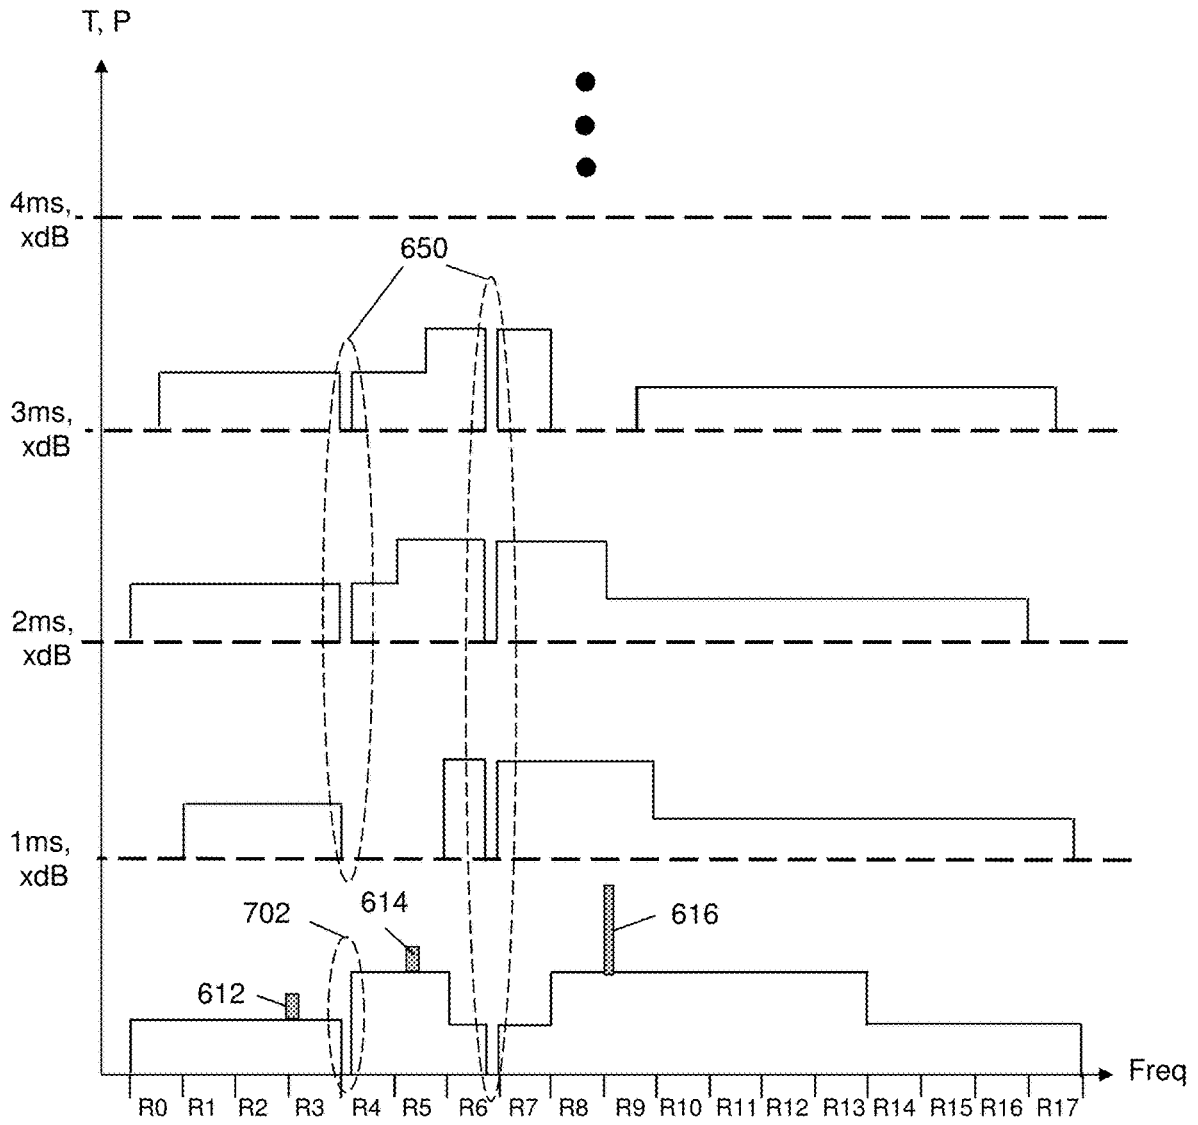 T, P
4ms,
xdB
650
3ms,
xdB
2ms,
xdB
1ms,
xdB
702
614
616
612
Freq
R0 R1 R2 R3 R4 R5 R6 R7 R8 R9 R10 R11 R12 R13 R14 R15 R16 R17